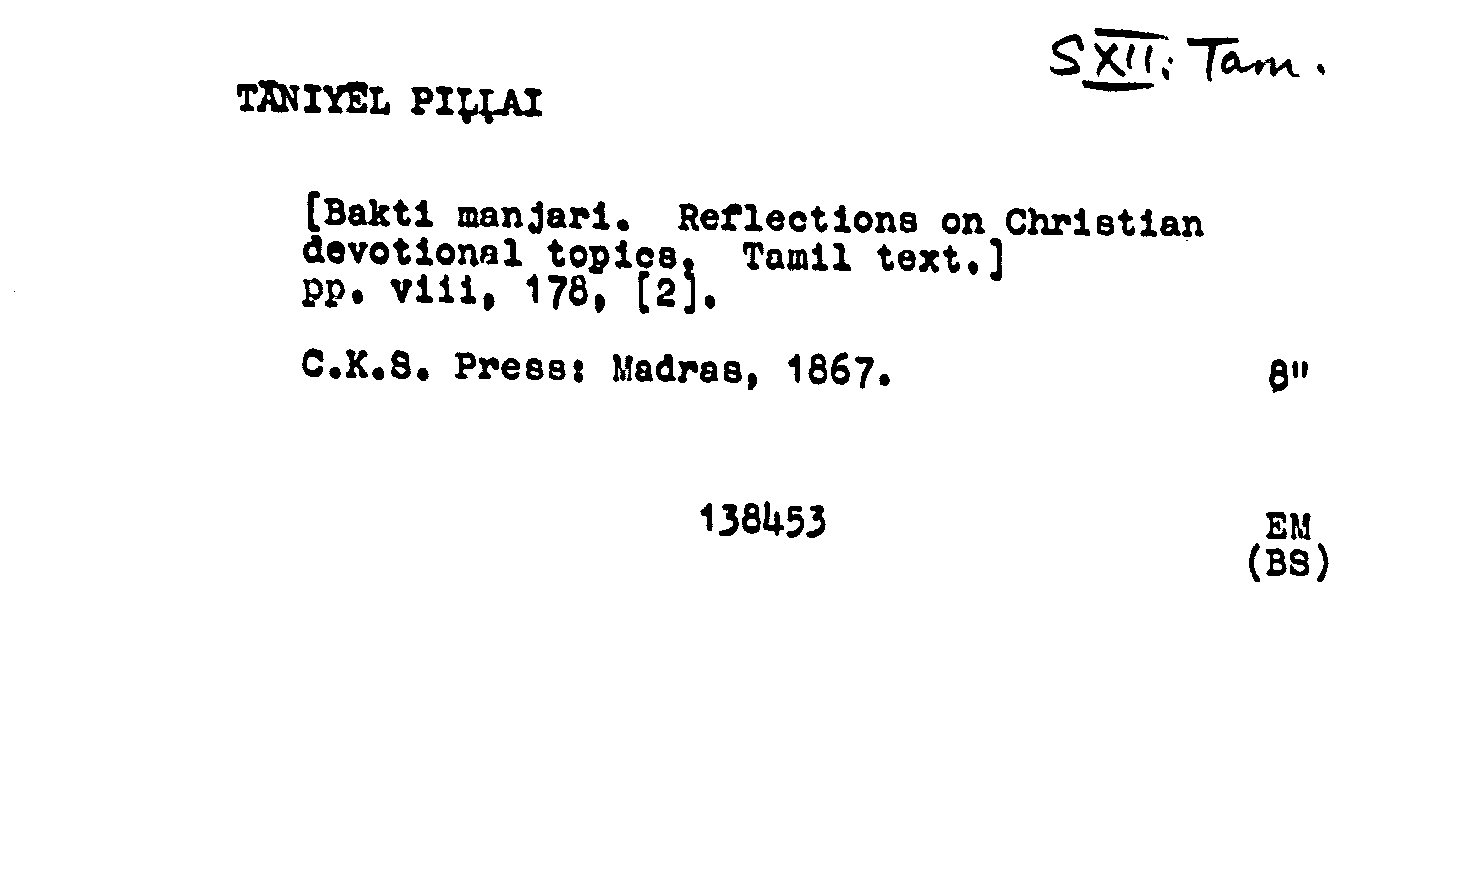 SXII: Tam.
TĀNIYĒL PIḶḶAI
[Bakti manjari. Reflections on Christian
devotional topics. Tamil text.]
pp. viii, 178, [2].
C.K.S. Press: Madras, 1867. 8"
138453 EM
(BS)